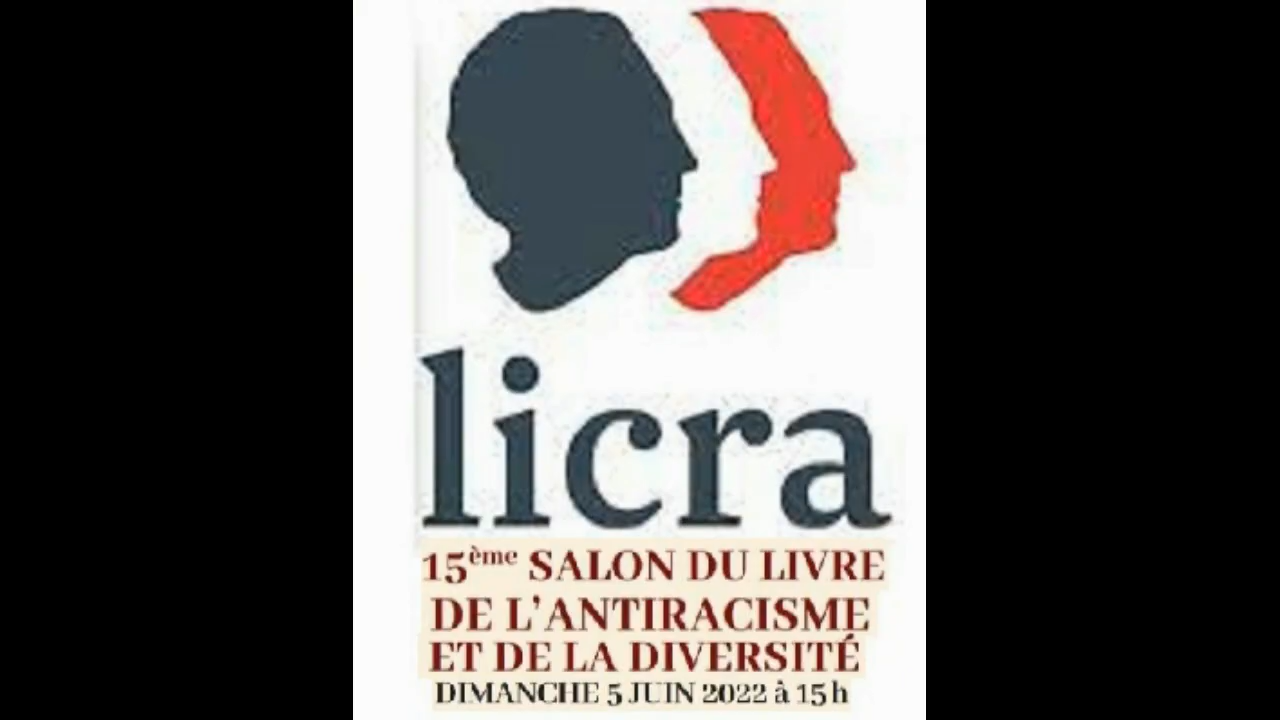 licra
15ème SALON DU LIVRE
DE L'ANTIRACISME
ET DE LA DIVERSITÉ
DIMANCHE 5 JUIN 2022 à 15 h